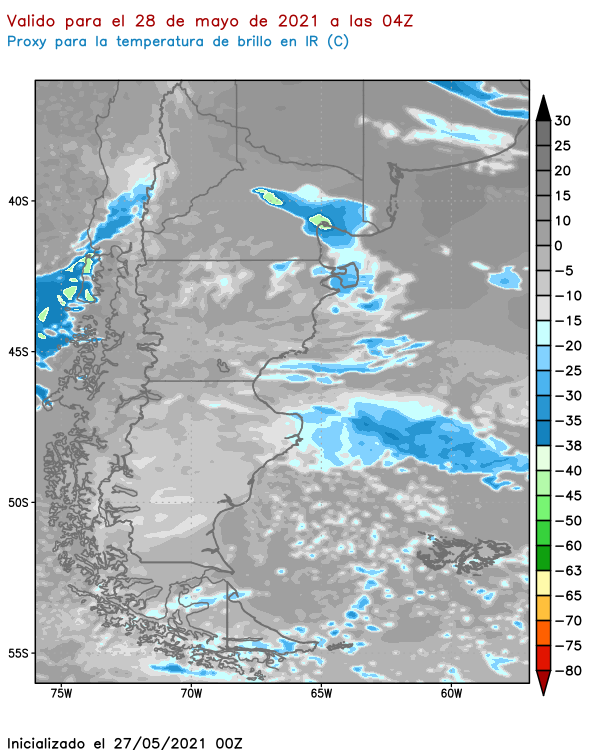 Valido para el 28 de mayo de 2021 a las 04Z
Proxy para la temperatura de brillo en IR (C)
30
25
20
15
10
0
−5
−10
−15
−20
−25
−30
−35
−38
−40
−45
−50
−60
−63
−65
−70
−75
−80
40S
45S
50S
55S
75W 70W 65W 60W
Inicializado el 27/05/2021 00Z